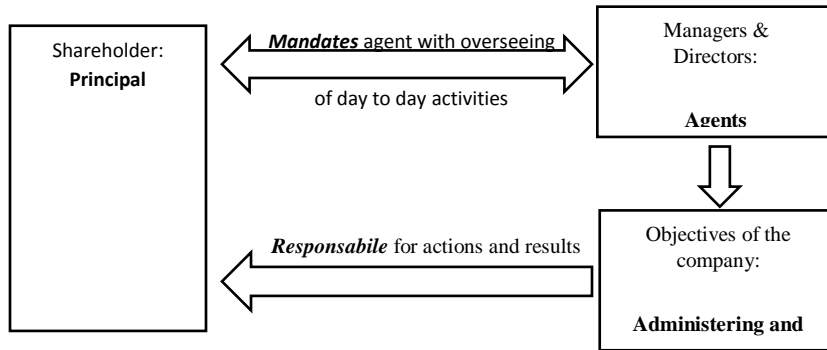 Shareholder:
Principal
Mandates agent with overseeing
of day to day activities
Managers &
Directors:
Agents
Responsabile for actions and results
Objectives of the
company:
Administering and